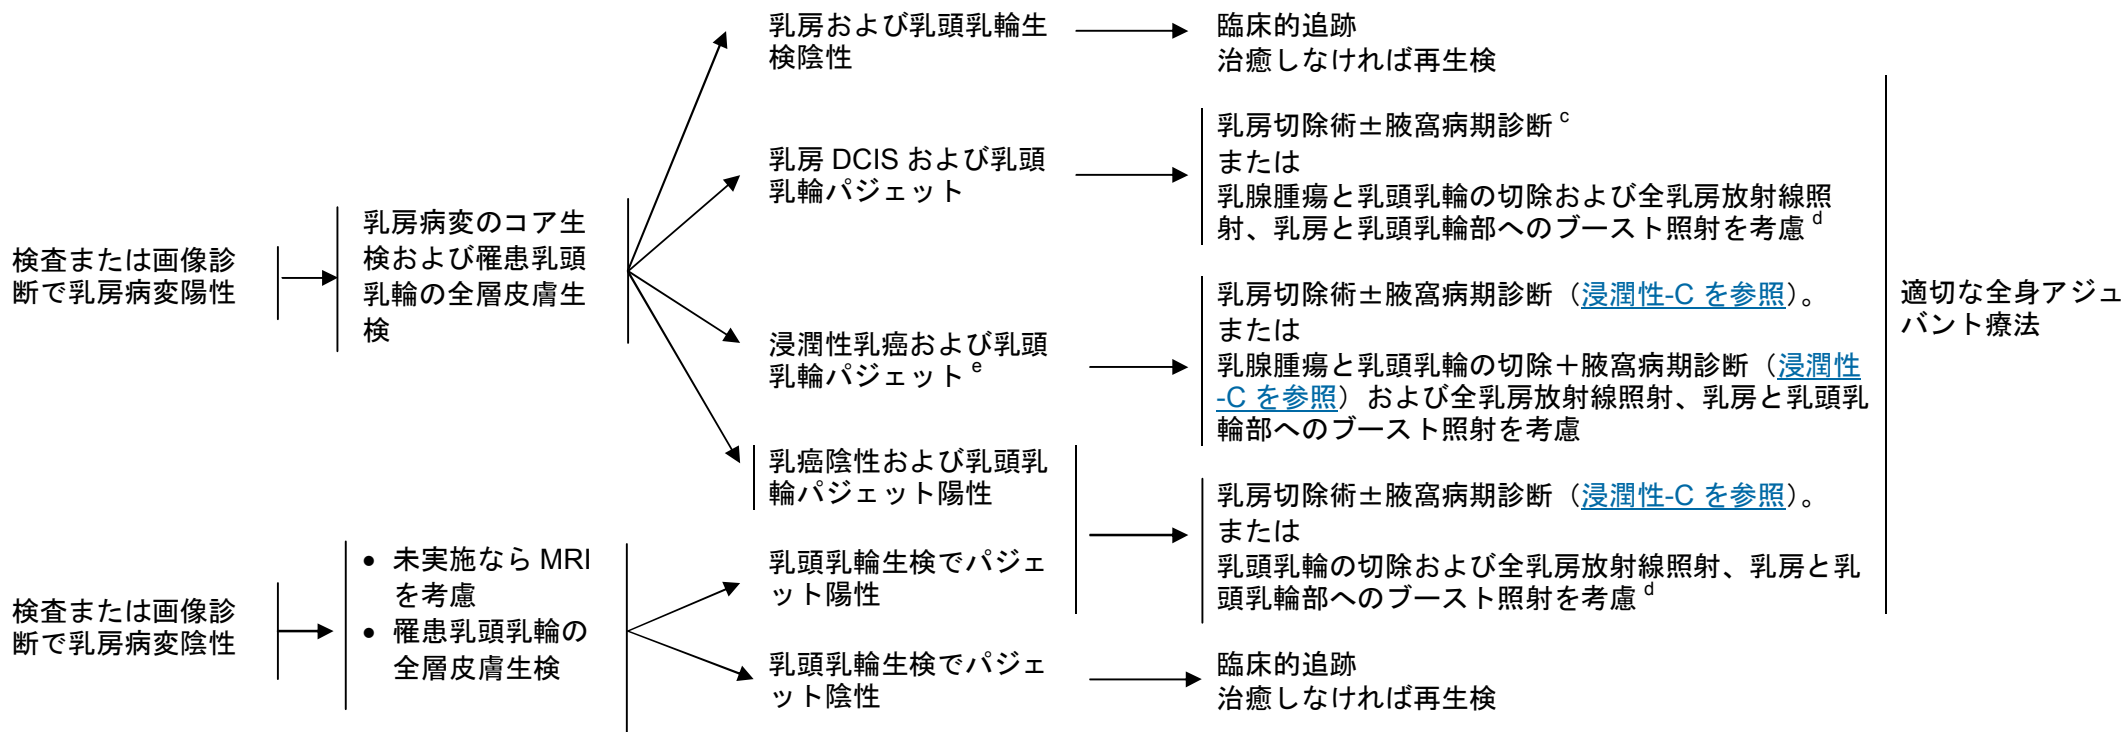 検査または画像診
断で乳房病変陽性
乳房病変のコア生
検および罹患乳頭
乳輪の全層皮膚生
検
乳房および乳頭乳輪生
検陰性
臨床的追跡
治癒しなければ再生検
乳房 DCIS および乳頭
乳輪パジェット
乳房切除術±腋窩病期診断 c
または
乳腺腫瘍と乳頭乳輪の切除および全乳房放射線照
射、乳房と乳頭乳輪部へのブースト照射を考慮 d
浸潤性乳癌および乳頭
乳輪パジェット e
乳房切除術±腋窩病期診断（浸潤性-C を参照）。
または
乳腺腫瘍と乳頭乳輪の切除＋腋窩病期診断（浸潤性
-C を参照）および全乳房放射線照射、乳房と乳頭乳
輪部へのブースト照射を考慮
乳癌陰性および乳頭乳
輪パジェット陽性
乳房切除術±腋窩病期診断（浸潤性-C を参照）。
または
乳頭乳輪の切除および全乳房放射線照射、乳房と乳
頭乳輪部へのブースト照射を考慮 d
適切な全身アジュ
バント療法
検査または画像診
断で乳房病変陰性
• 未実施なら MRI
を考慮
• 罹患乳頭乳輪の
全層皮膚生検
乳頭乳輪生検でパジェ
ット陽性
乳頭乳輪生検でパジェ
ット陰性
臨床的追跡
治癒しなければ再生検